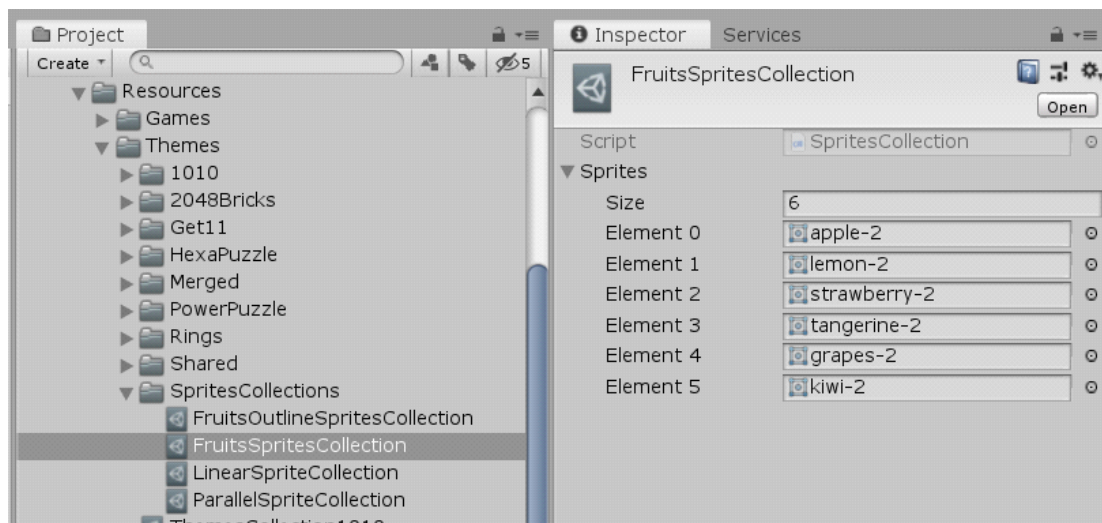 Project
Create
5
Resources
Games
Themes
1010
2048Bricks
Get11
HexaPuzzle
Merged
PowerPuzzle
Rings
Shared
SpritesCollections
FruitsOutlineSpritesCollection
FruitsSpritesCollection
LinearSpriteCollection
ParallelSpriteCollection
ThemesCollection1010
Inspector Services
FruitsSpritesCollection
Open
Script SpritesCollection
Sprites
Size 6
Element 0 apple-2
Element 1 lemon-2
Element 2 strawberry-2
Element 3 tangerine-2
Element 4 grapes-2
Element 5 kiwi-2